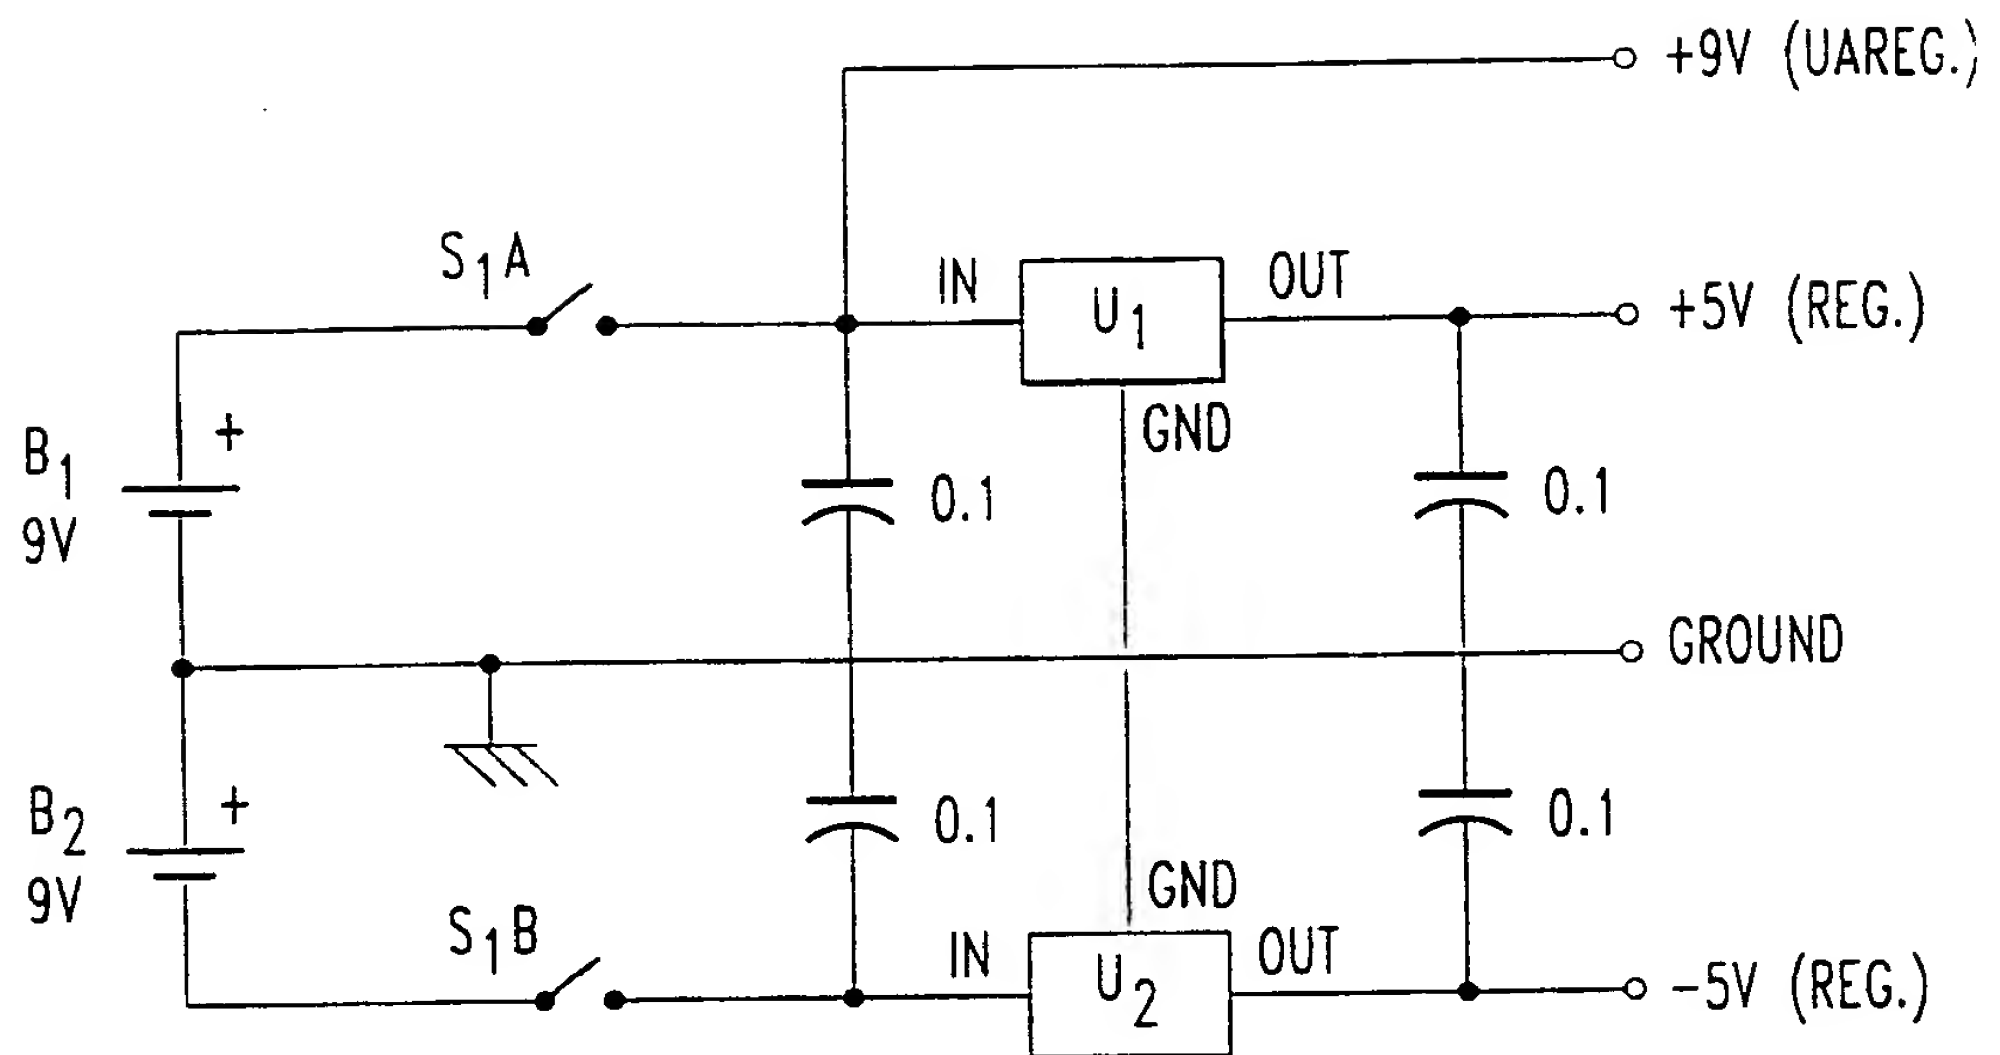 +9V (UAREG.)
S1A
IN
U1
OUT
+5V (REG.)
GND
B1
+
9V
0.1
0.1
GROUND
B2
+
9V
0.1
0.1
GND
S1B
IN
U2
OUT
-5V (REG.)